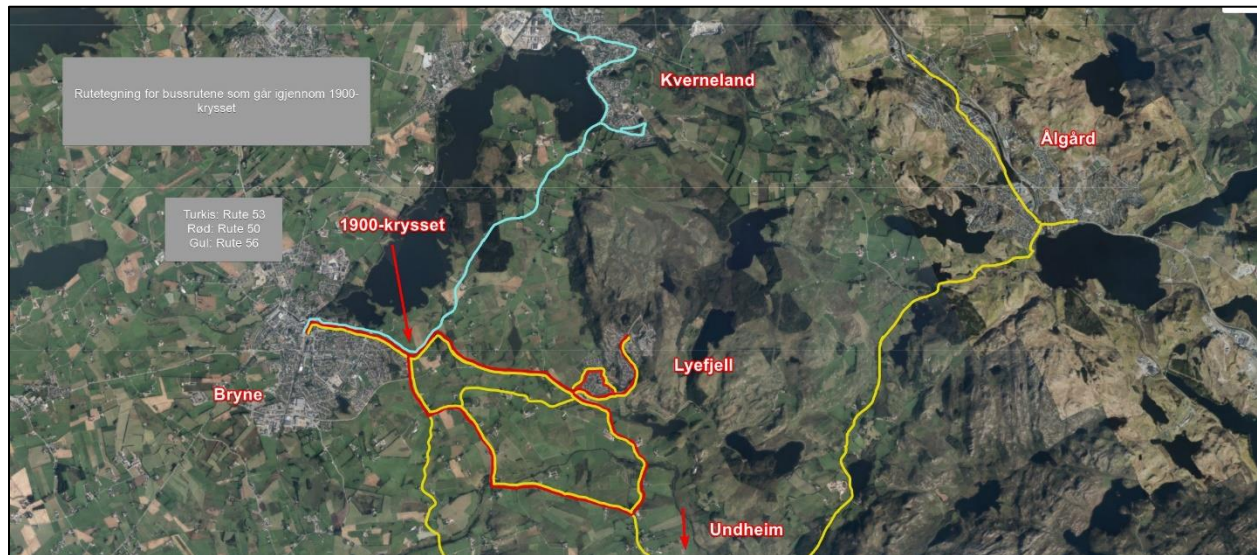 Rutetegning for bussrutene som går igjennom 1900-
krysset
Kverneland
Ålgård
Turkis: Rute 53
Rød: Rute 50
Gul: Rute 56
1900-krysset
Lyefjell
Bryne
Undheim